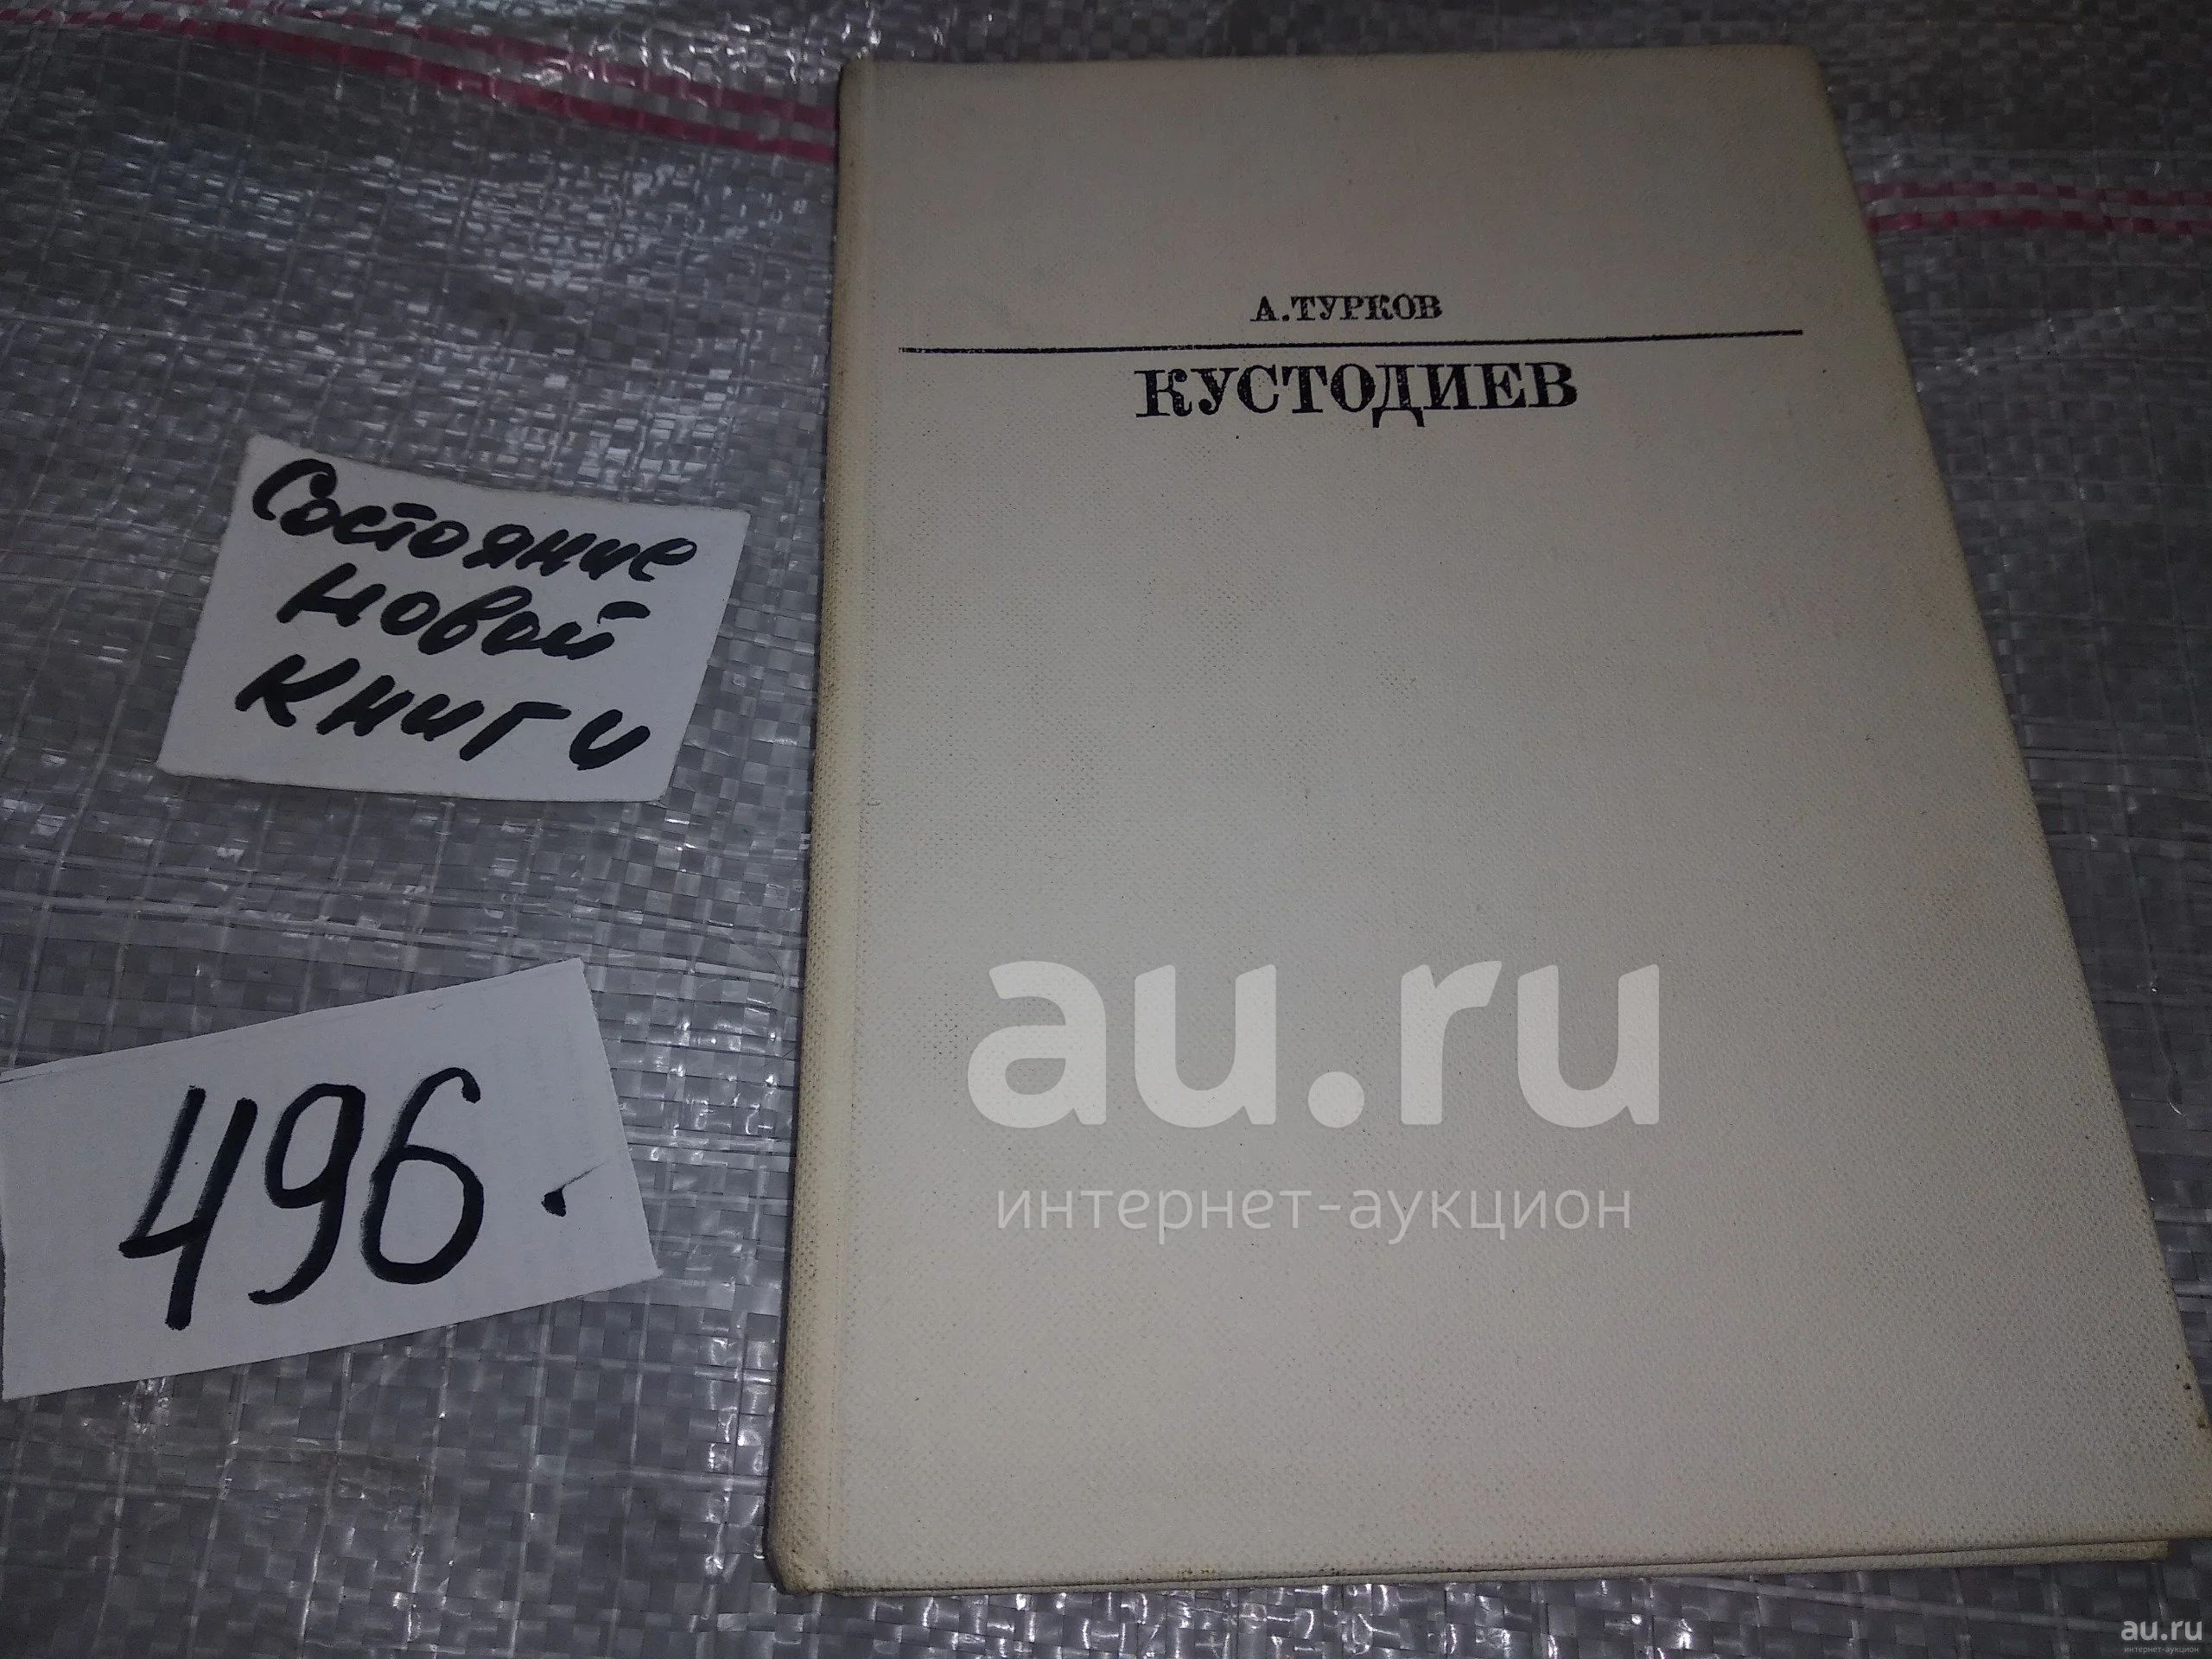 А.ТУРКОВ
КУСТОДИЕВ
Состояние
новой
книги
496.
au.ru
интернет-аукцион
au.ru
интернет-аукцион